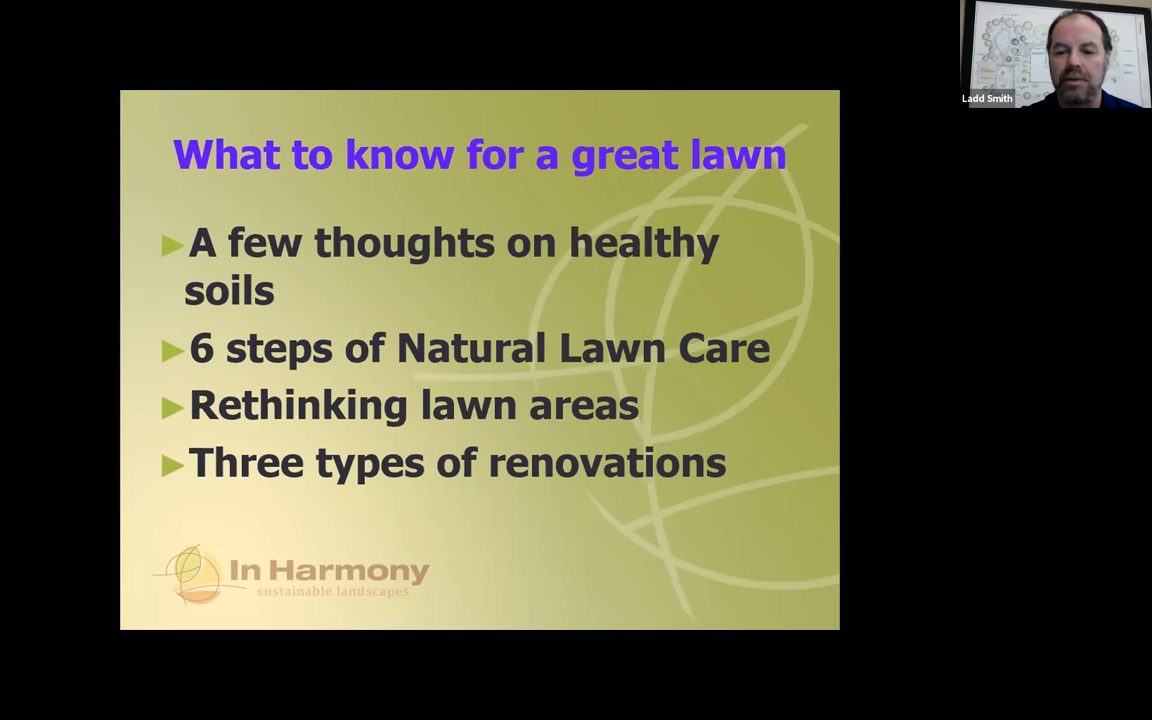 Ladd Smith
What to know for a great lawn
►A few thoughts on healthy
soils
►6 steps of Natural Lawn Care
►Rethinking lawn areas
►Three types of renovations
In Harmony
sustainable landscapes